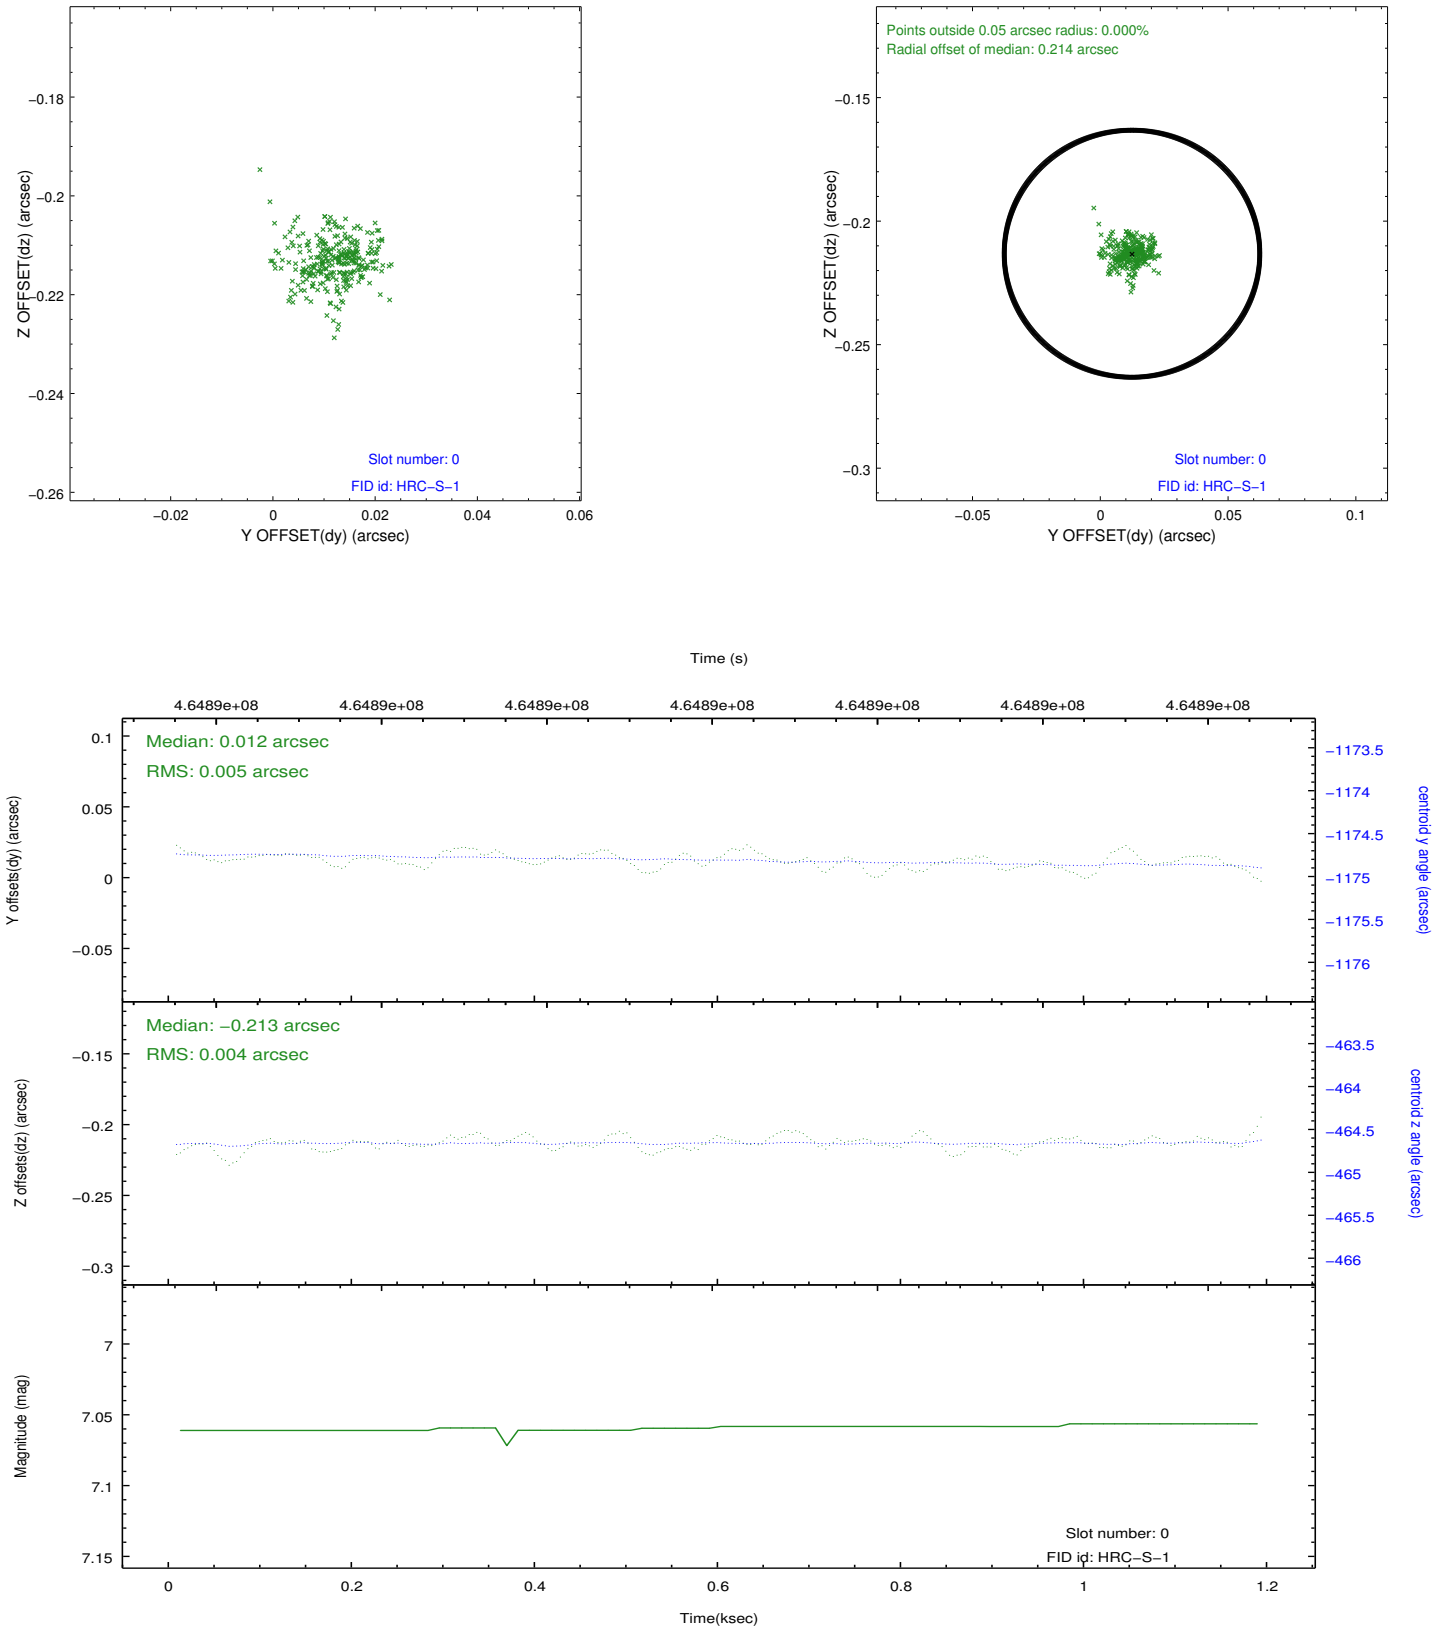 −0.18
−0.2
−0.22
−0.24
−0.26
Z OFFSET(dz) (arcsec)
Slot number: 0
FID id: HRC−S−1
−0.02
0
0.02
0.04
0.06
Y OFFSET(dy) (arcsec)
Points outside 0.05 arcsec radius: 0.000%
Radial offset of median: 0.214 arcsec
−0.15
−0.2
−0.25
−0.3
Z OFFSET(dz) (arcsec)
Slot number: 0
FID id: HRC−S−1
−0.05
0
0.05
0.1
Y OFFSET(dy) (arcsec)
Time (s)
4.6489e+08
4.6489e+08
4.6489e+08
4.6489e+08
4.6489e+08
4.6489e+08
4.6489e+08
Median: 0.012 arcsec
RMS: 0.005 arcsec
0.1
0.05
0
−0.05
Y offsets(dy) (arcsec)
−1173.5
−1174
−1174.5
−1175
−1175.5
−1176
centroid y angle (arcsec)
Median: −0.213 arcsec
RMS: 0.004 arcsec
−0.15
−0.2
−0.25
−0.3
Z offsets(dz) (arcsec)
−463.5
−464
−464.5
−465
−465.5
−466
centroid z angle (arcsec)
7
7.05
7.1
7.15
Magnitude (mag)
Slot number: 0
FID id: HRC−S−1
0
0.2
0.4
0.6
0.8
1
1.2
Time(ksec)